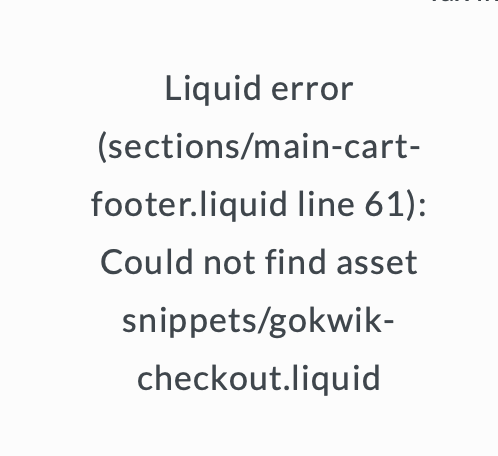 Liquid error
(sections/main-cart-
footer.liquid line 61):
Could not find asset
snippets/gokwik-
checkout.liquid